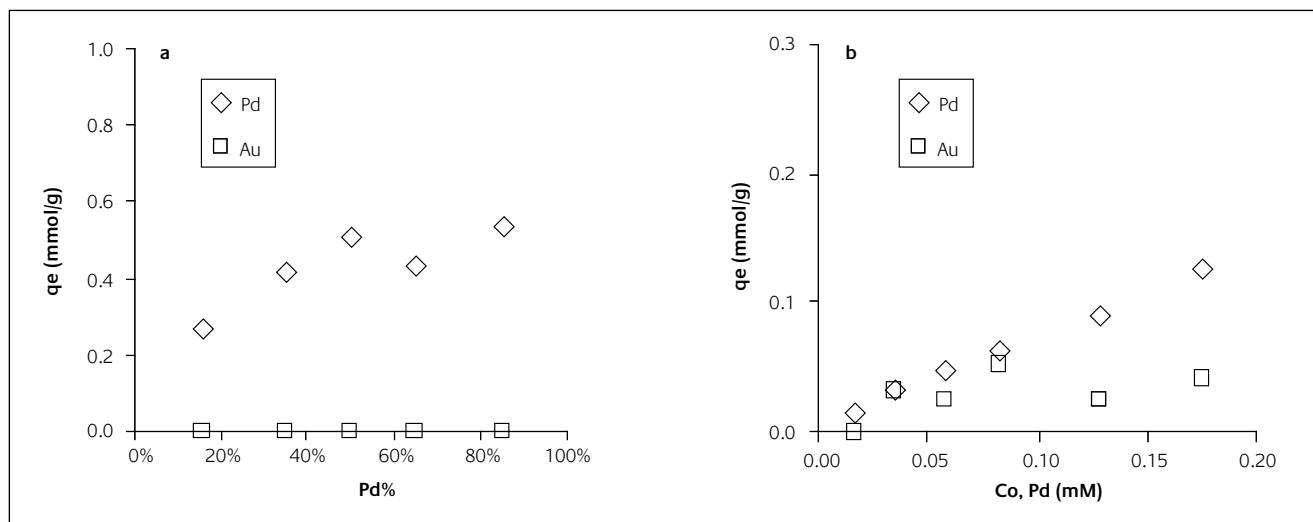 a
1.0
0.8
0.6
0.4
0.2
0.0
qe (mmol/g)
Pd
Au
0% 20% 40% 60% 80% 100%
Pd%
b
0.3
0.2
0.1
0.0
qe (mmol/g)
Pd
Au
0.00 0.05 0.10 0.15 0.20
Co, Pd (mM)